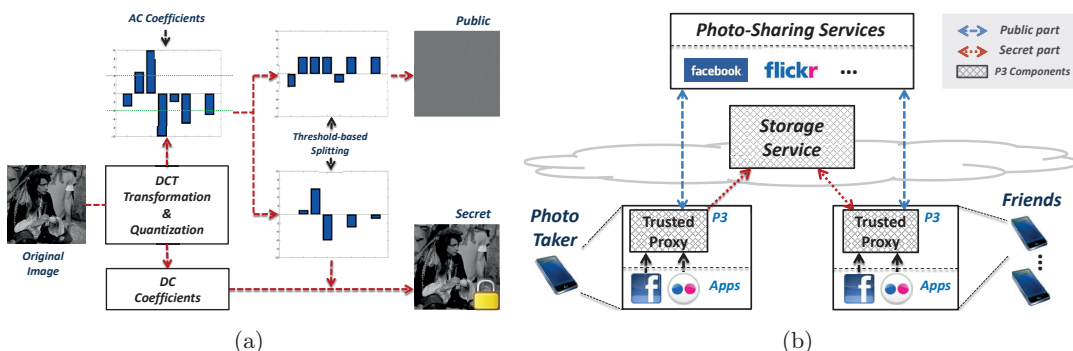 AC Coefficients
Public
Threshold-based
Splitting
DCT
Transformation
&
Quantization
Original
Image
DC
Coefficients
Secret
(a)
Photo-Sharing Services
facebook
flickr
...
Public part
Secret part
P3 Components
Storage
Service
Photo
Taker
Trusted
Proxy
P3
Apps
Trusted
Proxy
P3
Apps
Friends
(b)